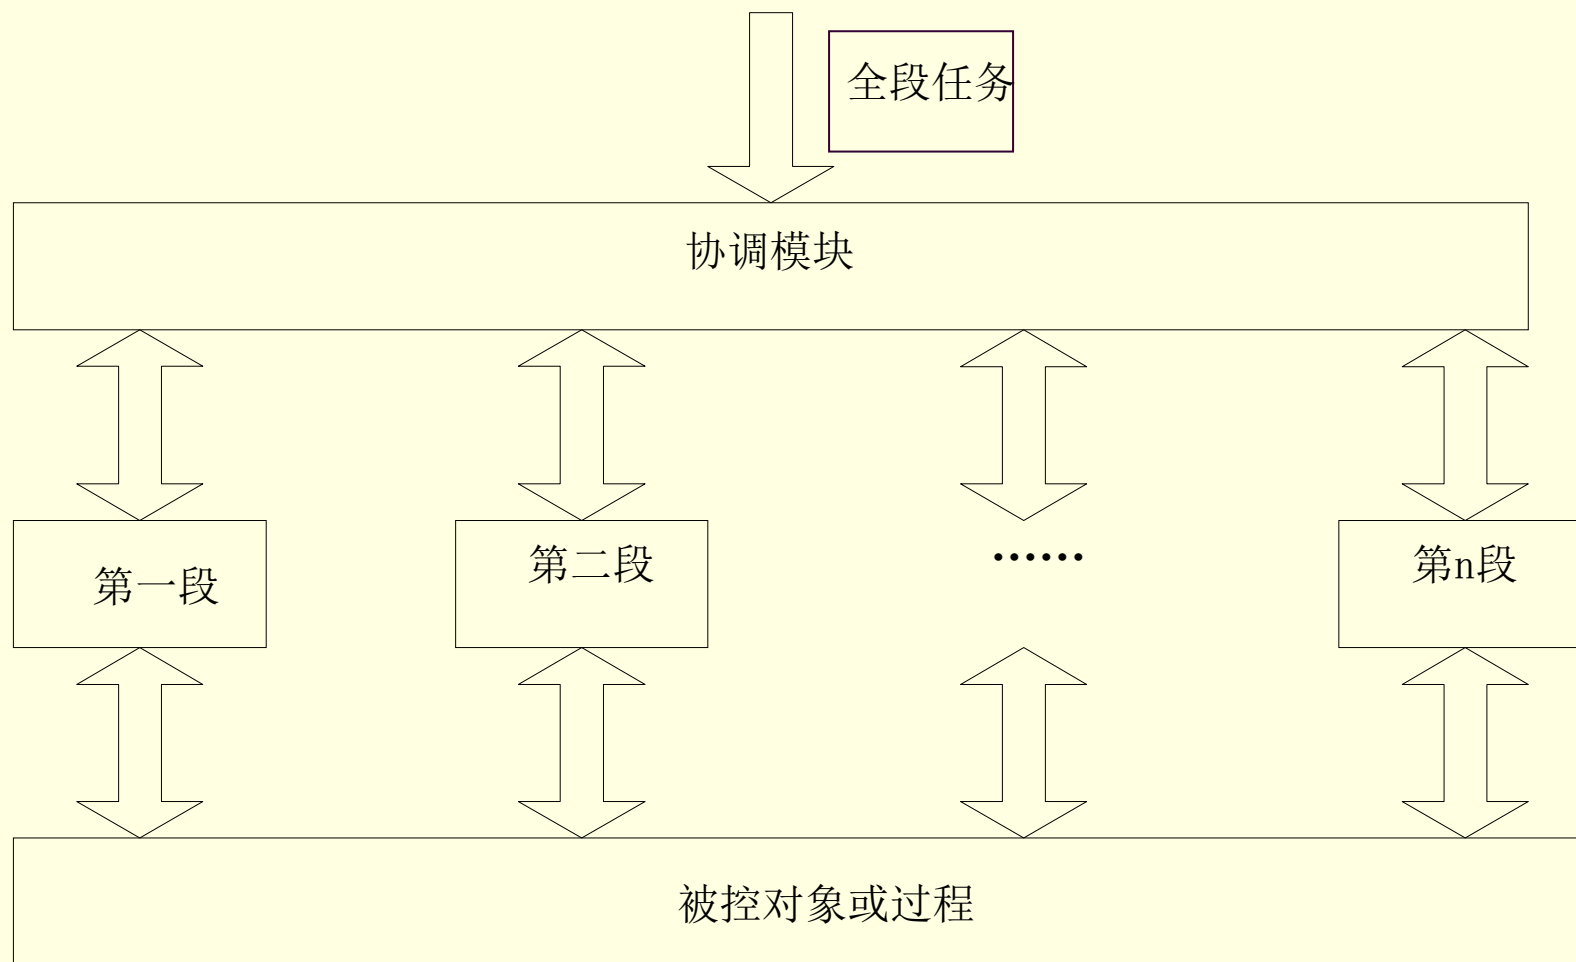 全段任务
协调模块
第一段
第二段
……
第n段
被控对象或过程